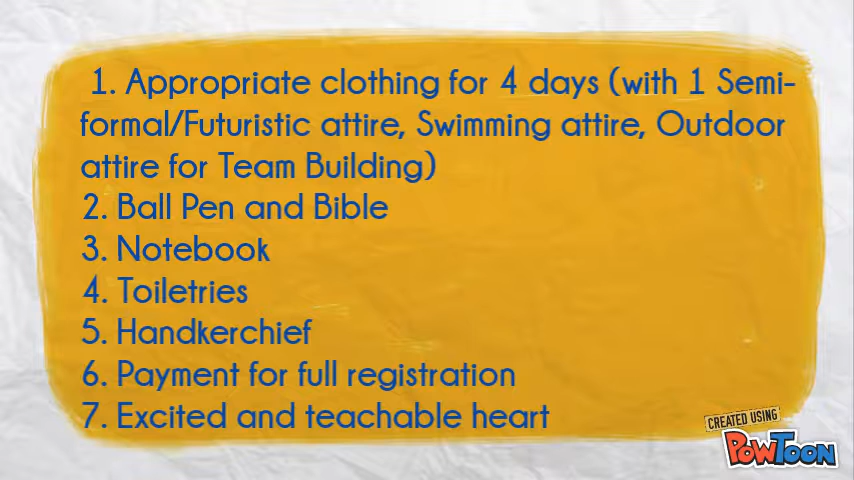 1. Appropriate clothing for 4 days (with 1 Semi-
formal/Futuristic attire, Swimming attire, Outdoor
attire for Team Building)
2. Ball Pen and Bible
3. Notebook
4. Toiletries
5. Handkerchief
6. Payment for full registration
7. Excited and teachable heart
CREATED USING
POWTOON